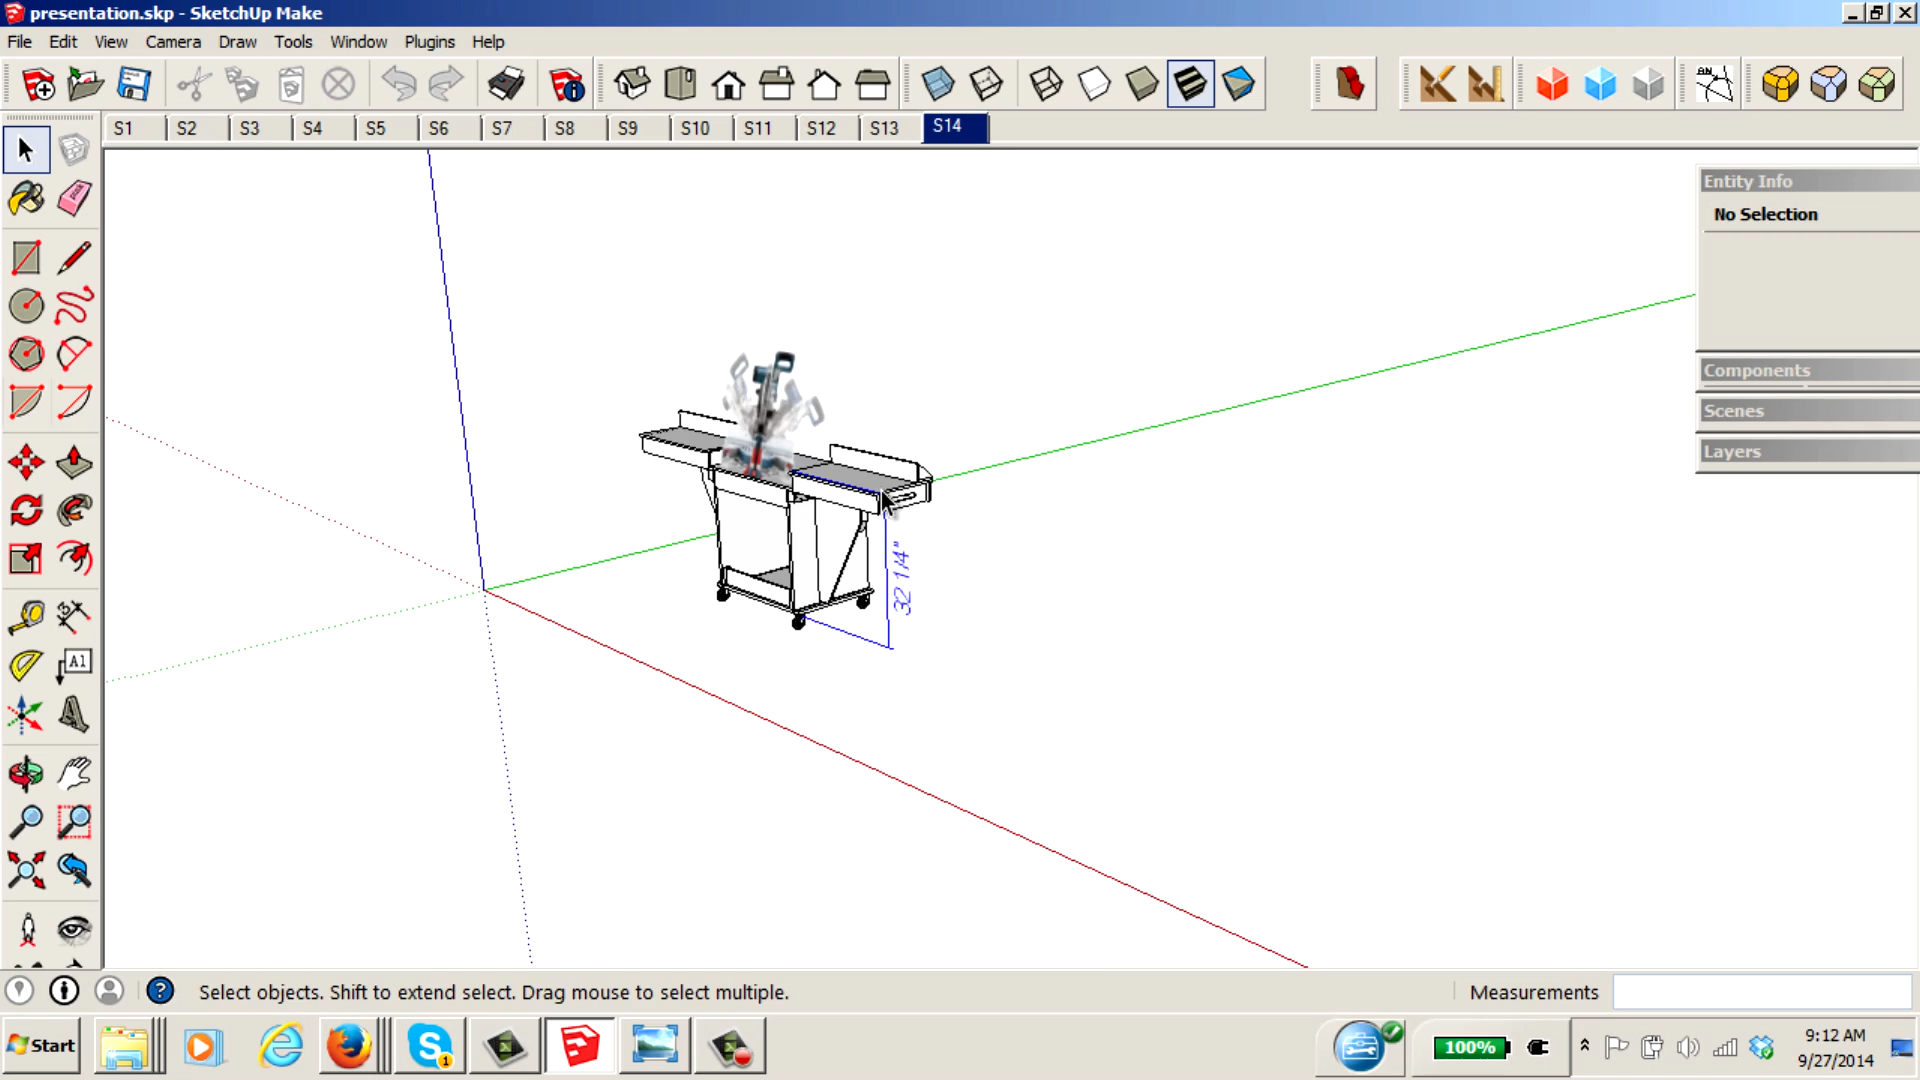 presentation.skp - SketchUp Make
File Edit View Camera Draw Tools Window Plugins Help
S1 S2 S3 S4 S5 S6 S7 S8 S9 S10 S11 S12 S13 S14
Entity Info
No Selection
Components
Scenes
Layers
32 1/4"
A1
Select objects. Shift to extend select. Drag mouse to select multiple.
Measurements
Start
1
100%
9:12 AM
9/27/2014